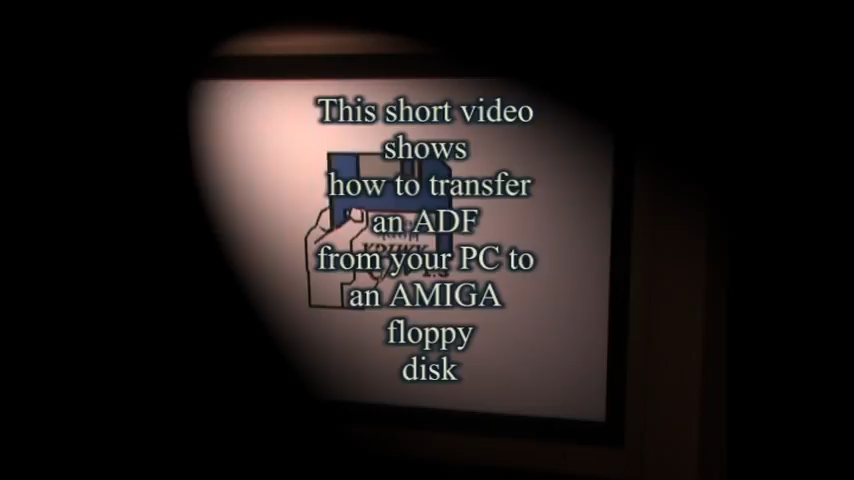 This short video
shows
how to transfer
an ADF
from your PC to
an AMIGA
floppy
disk